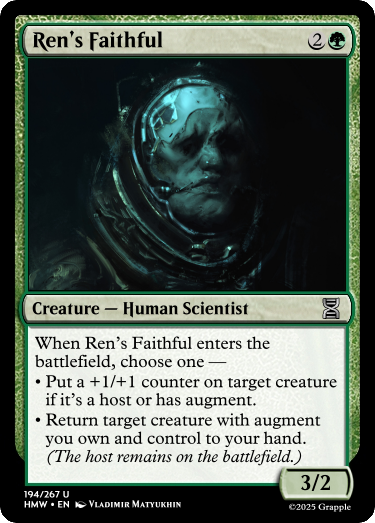 Ren's Faithful 2
Creature — Human Scientist
When Ren's Faithful enters the
battlefield, choose one —
• Put a +1/+1 counter on target creature
if it's a host or has augment.
• Return target creature with augment
you own and control to your hand.
(The host remains on the battlefield.)
3/2
194/267 U
HMW • EN Vladimir Matyukhin
©2025 Grapple